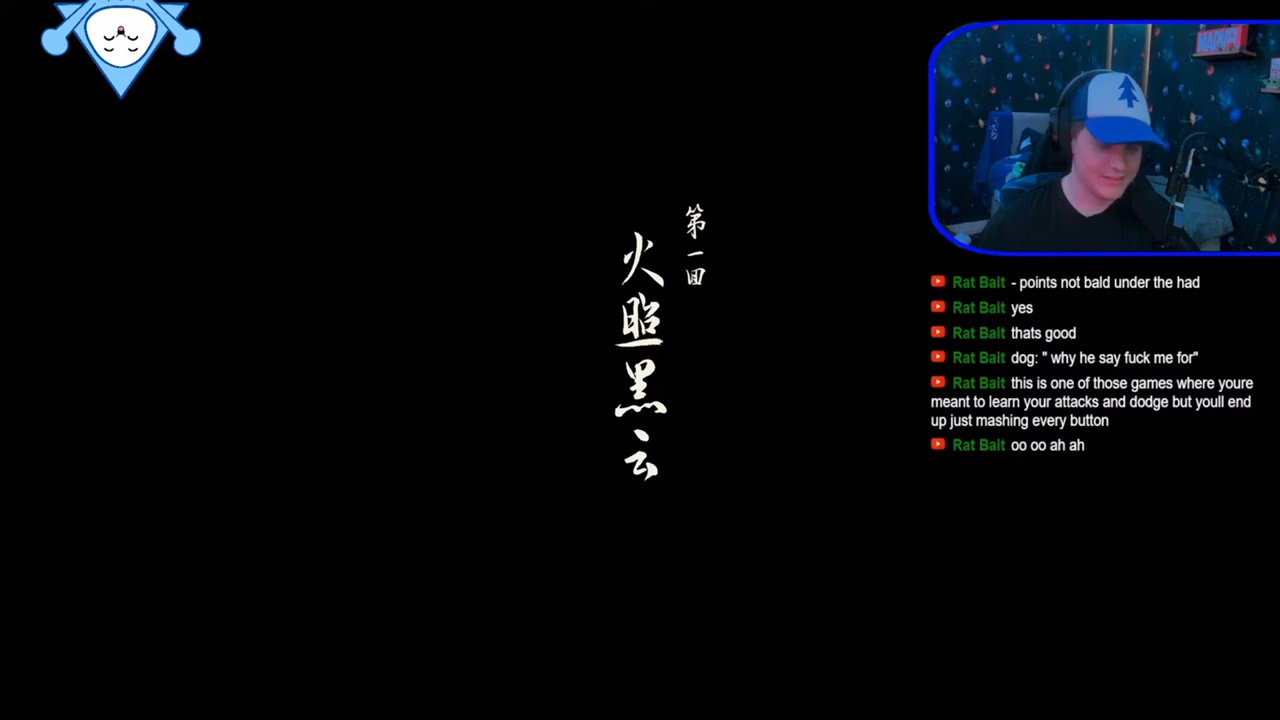 第一回
火照黑云
MARVEL
Rat Bait - points not bald under the had
Rat Bait yes
Rat Bait thats good
Rat Bait dog: " why he say fuck me for"
Rat Bait this is one of those games where youre
meant to learn your attacks and dodge but youll end
up just mashing every button
Rat Bait oo oo ah ah